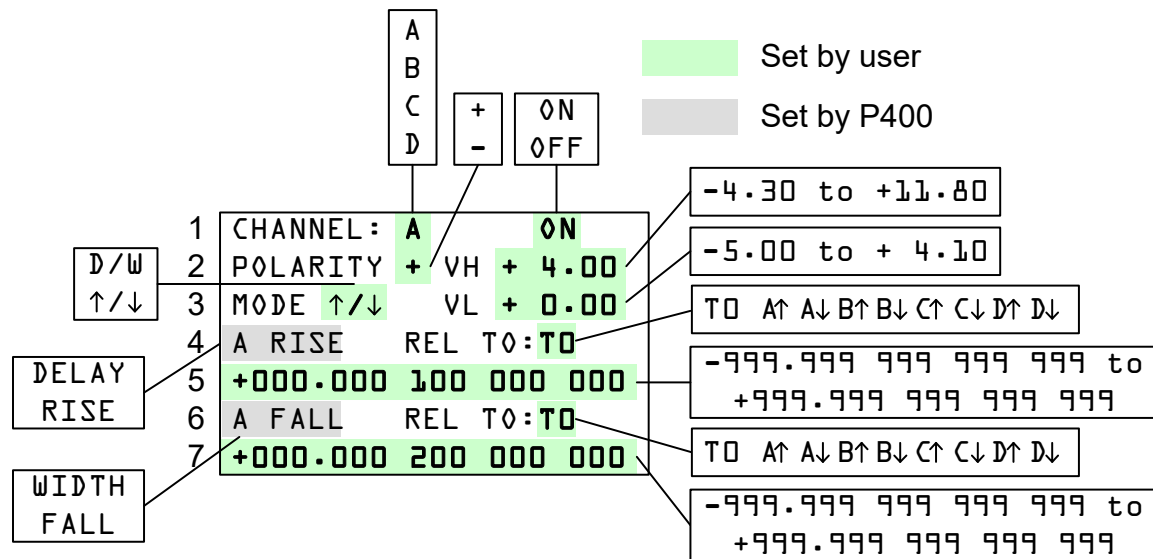 A
B
C
D
+
-
ON
OFF
Set by user
Set by P400
-4.30 to +11.80
-5.00 to + 4.10
D/W
↑/↓
1 CHANNEL: A ON
2 POLARITY + VH + 4.00
3 MODE ↑/↓ VL + 0.00
4 A RISE REL TO:T0
5 +000.000 100 000 000
6 A FALL REL TO:T0
7 +000.000 200 000 000
T0 A↑ A↓ B↑ B↓ C↑ C↓ D↑ D↓
-999.999 999 999 999 to
+999.999 999 999 999
T0 A↑ A↓ B↑ B↓ C↑ C↓ D↑ D↓
-999.999 999 999 999 to
+999.999 999 999 999
DELAY
RISE
WIDTH
FALL